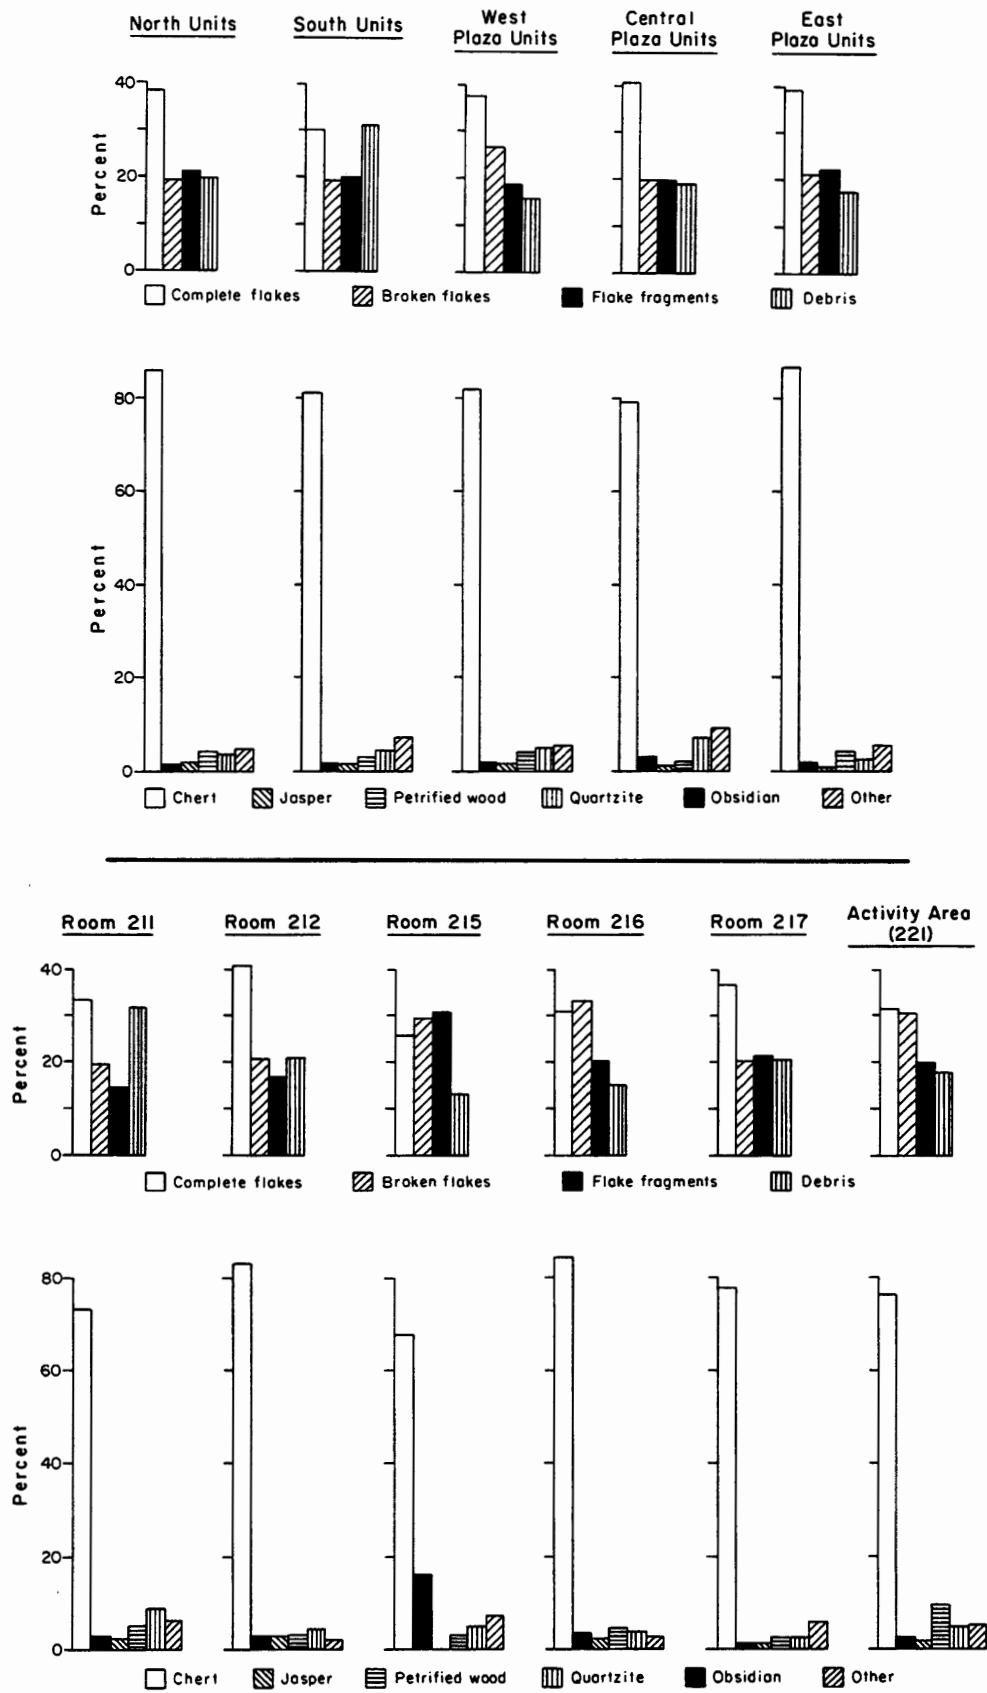 North Units South Units West Plaza Units Central Plaza Units East Plaza Units
40
20
0
Percent
Complete flakes Broken flakes Flake fragments Debris
80
60
40
20
0
Percent
Chert Jasper Petrified wood Quartzite Obsidian Other
Room 211 Room 212 Room 215 Room 216 Room 217 Activity Area (221)
40
20
0
Percent
Complete flakes Broken flakes Flake fragments Debris
80
60
40
20
0
Percent
Chert Jasper Petrified wood Quartzite Obsidian Other